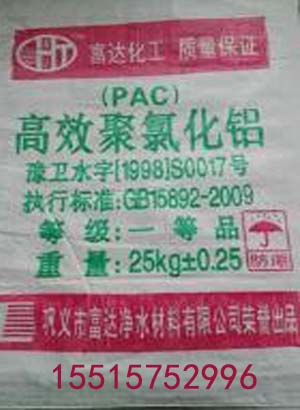 富达化工 质量保证
(PAC)
高效聚氯化铝
豫卫水字[1998]S0017号
执行标准:GB15892-2009
等级:一等品
重量:25kg±0.25
防潮
巩义市富达净水材料有限公司荣誉出品
15515752996